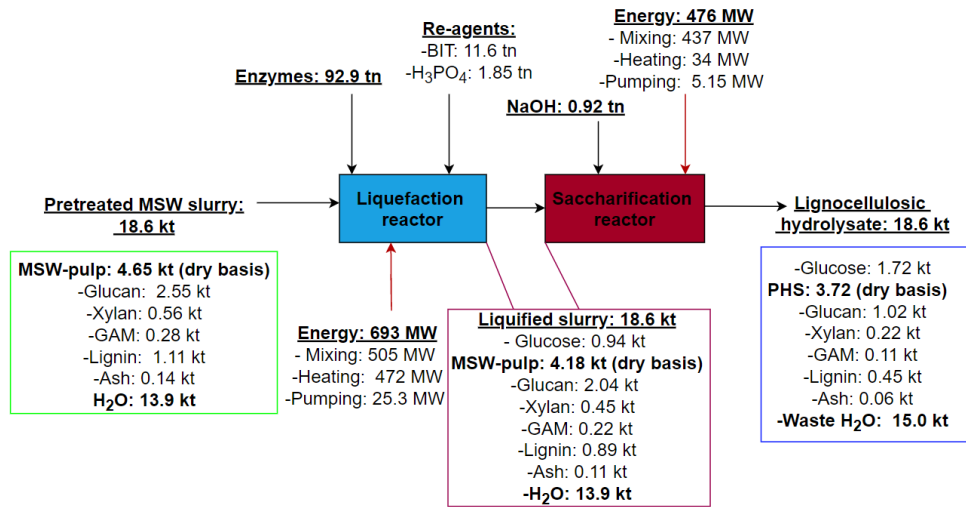 Enzymes: 92.9 tn
Re-agents:
-BIT: 11.6 tn
-H₃PO₄: 1.85 tn
Energy: 476 MW
- Mixing: 437 MW
- Heating: 34 MW
-Pumping: 5.15 MW
NaOH: 0.92 tn
Pretreated MSW slurry:
18.6 kt
Liquefaction
reactor
Saccharification
reactor
Lignocellulosic
hydrolysate: 18.6 kt
MSW-pulp: 4.65 kt (dry basis)
-Glucan: 2.55 kt
-Xylan: 0.56 kt
-GAM: 0.28 kt
-Lignin: 1.11 kt
-Ash: 0.14 kt
H₂O: 13.9 kt
Energy: 693 MW
- Mixing: 505 MW
- Heating: 472 MW
-Pumping: 25.3 MW
Liquified slurry: 18.6 kt
- Glucose: 0.94 kt
MSW-pulp: 4.18 kt (dry basis)
-Glucan: 2.04 kt
-Xylan: 0.45 kt
-GAM: 0.22 kt
-Lignin: 0.89 kt
-Ash: 0.11 kt
-H₂O: 13.9 kt
-Glucose: 1.72 kt
PHS: 3.72 (dry basis)
-Glucan: 1.02 kt
-Xylan: 0.22 kt
-GAM: 0.11 kt
-Lignin: 0.45 kt
-Ash: 0.06 kt
-Waste H₂O: 15.0 kt